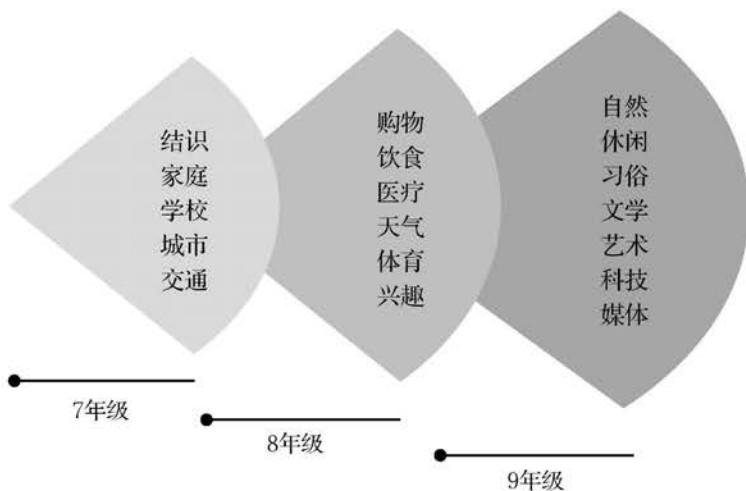 结识
家庭
学校
城市
交通
购物
饮食
医疗
天气
体育
兴趣
自然
休闲
习俗
文学
艺术
科技
媒体
7年级
8年级
9年级